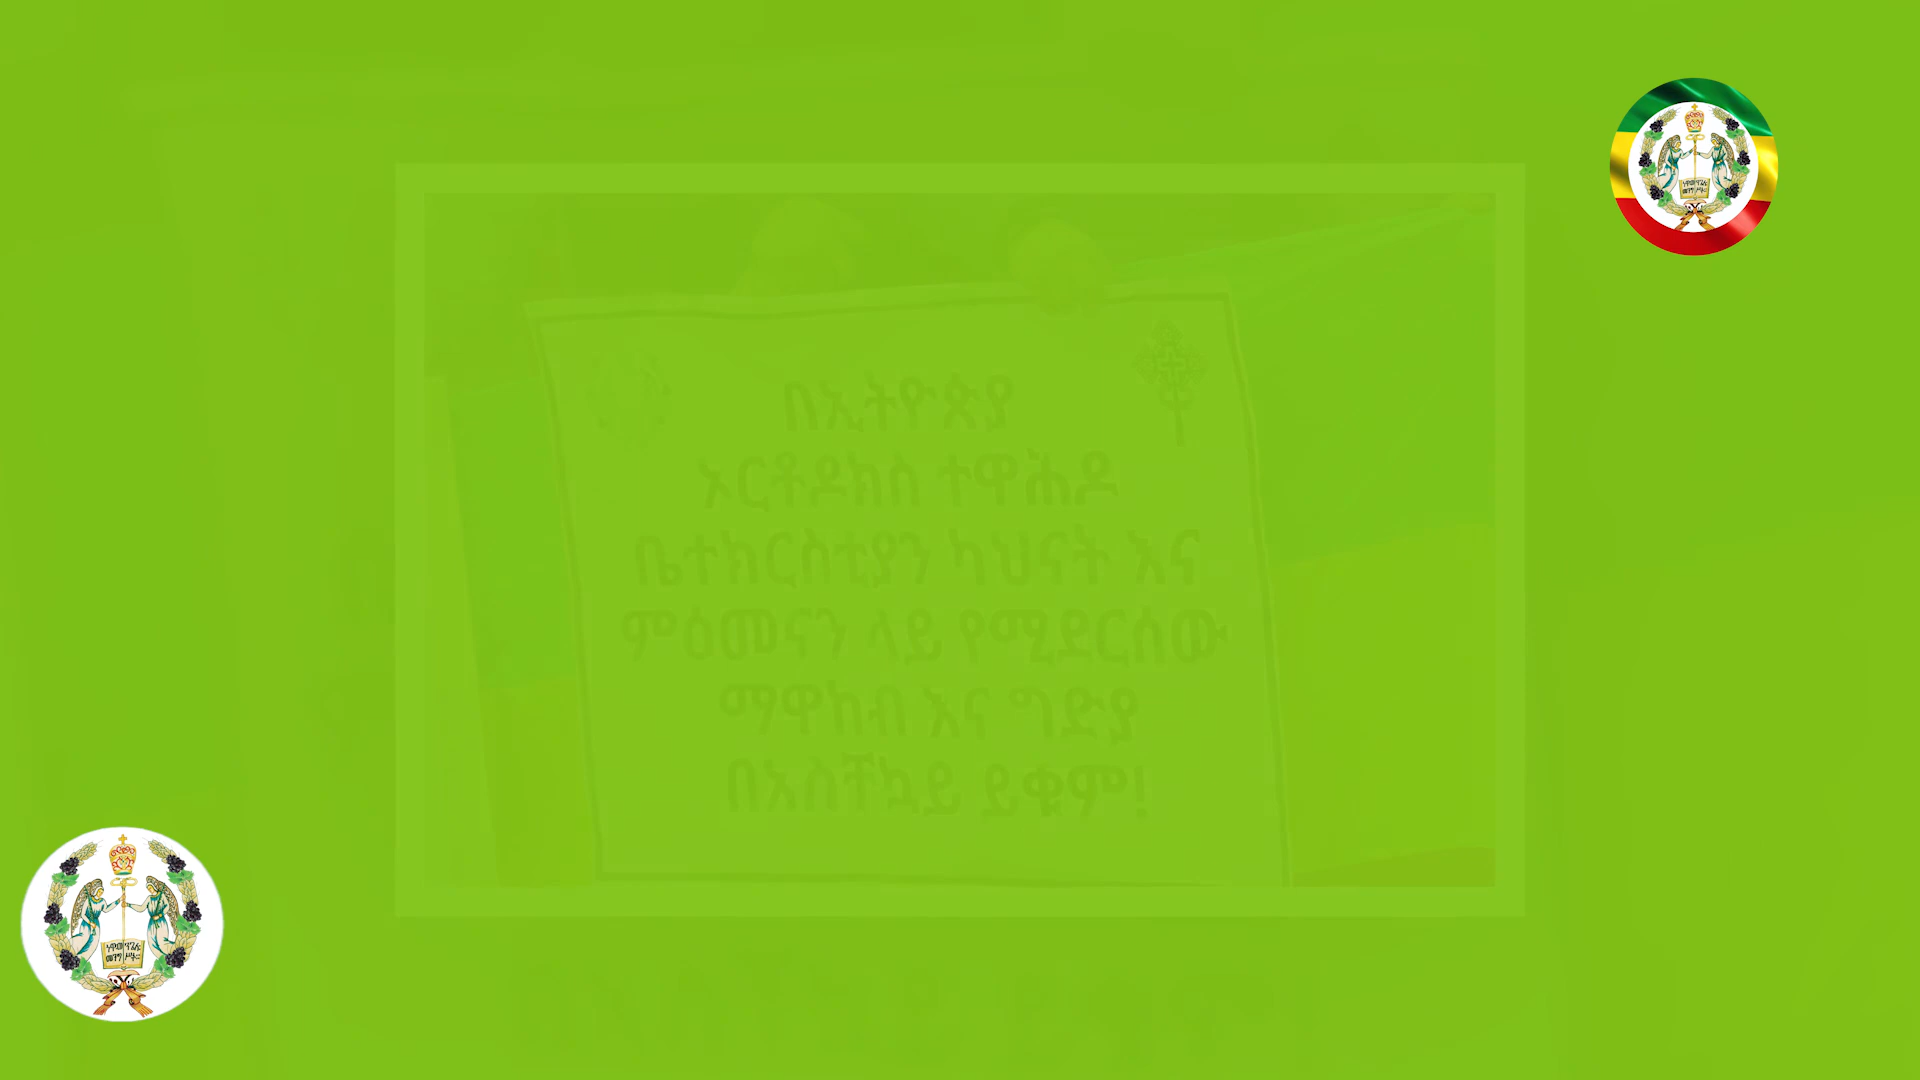 በኢትዮጵያ
ኦርቶዶክስ ተዋሕዶ
ቤተክርስቲያን ካህናት እና
ምዕመናን ላይ የሚደርሰው
ማዋከብ እና ግድያ
በአስቸኳይ ይቁም!